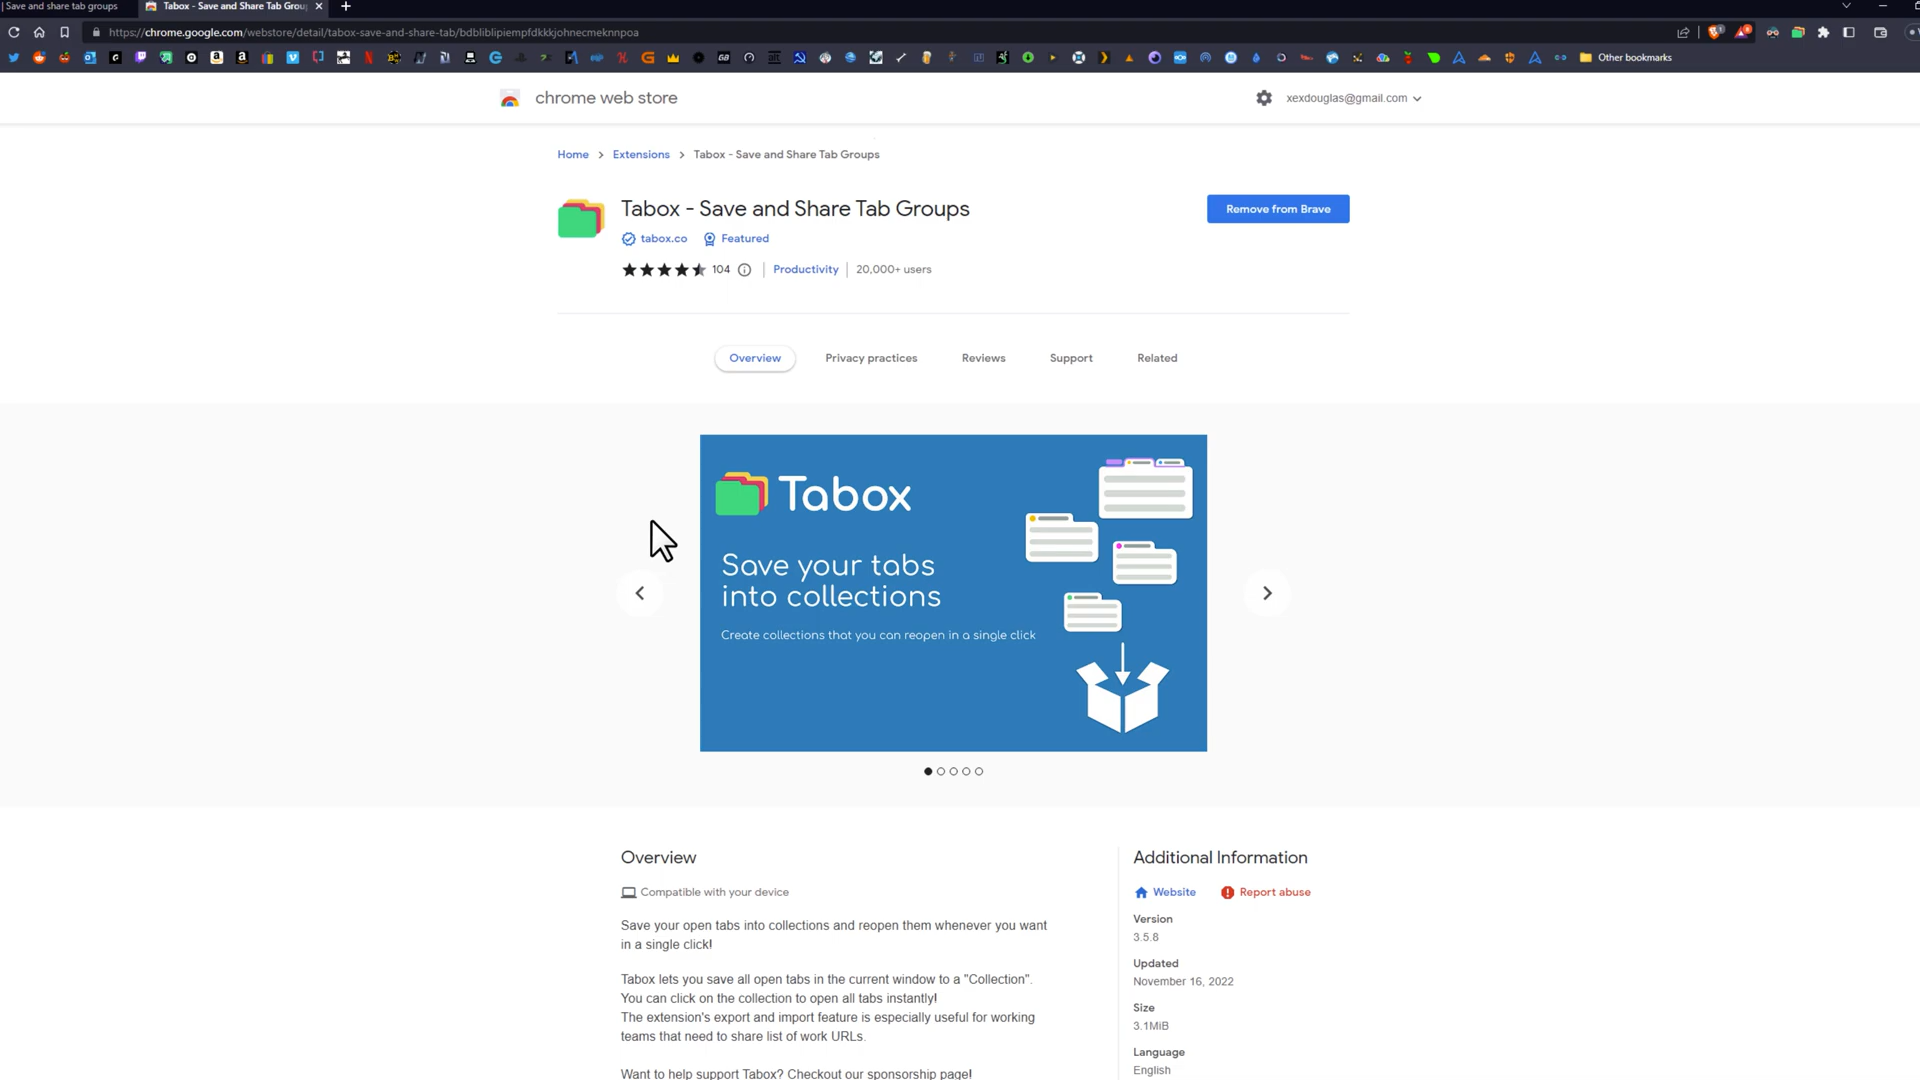 Save and share tab groups
Tabox - Save and Share Tab Grou
https://chrome.google.com/webstore/detail/tabox-save-and-share-tab/bdbliblipiempfdkkkjohnecmeknnpoa
Other bookmarks
chrome web store
xexdouglas@gmail.com
Home > Extensions > Tabox - Save and Share Tab Groups
Tabox - Save and Share Tab Groups
Remove from Brave
tabox.co Featured
104 Productivity 20,000+ users
Overview Privacy practices Reviews Support Related
Tabox
Save your tabs
into collections
Create collections that you can reopen in a single click
Overview
Compatible with your device
Save your open tabs into collections and reopen them whenever you want
in a single click!
Tabox lets you save all open tabs in the current window to a "Collection".
You can click on the collection to open all tabs instantly!
The extension's export and import feature is especially useful for working
teams that need to share list of work URLs.
Want to help support Tabox? Checkout our sponsorship page!
Additional Information
Website Report abuse
Version
3.5.8
Updated
November 16, 2022
Size
3.1MiB
Language
English